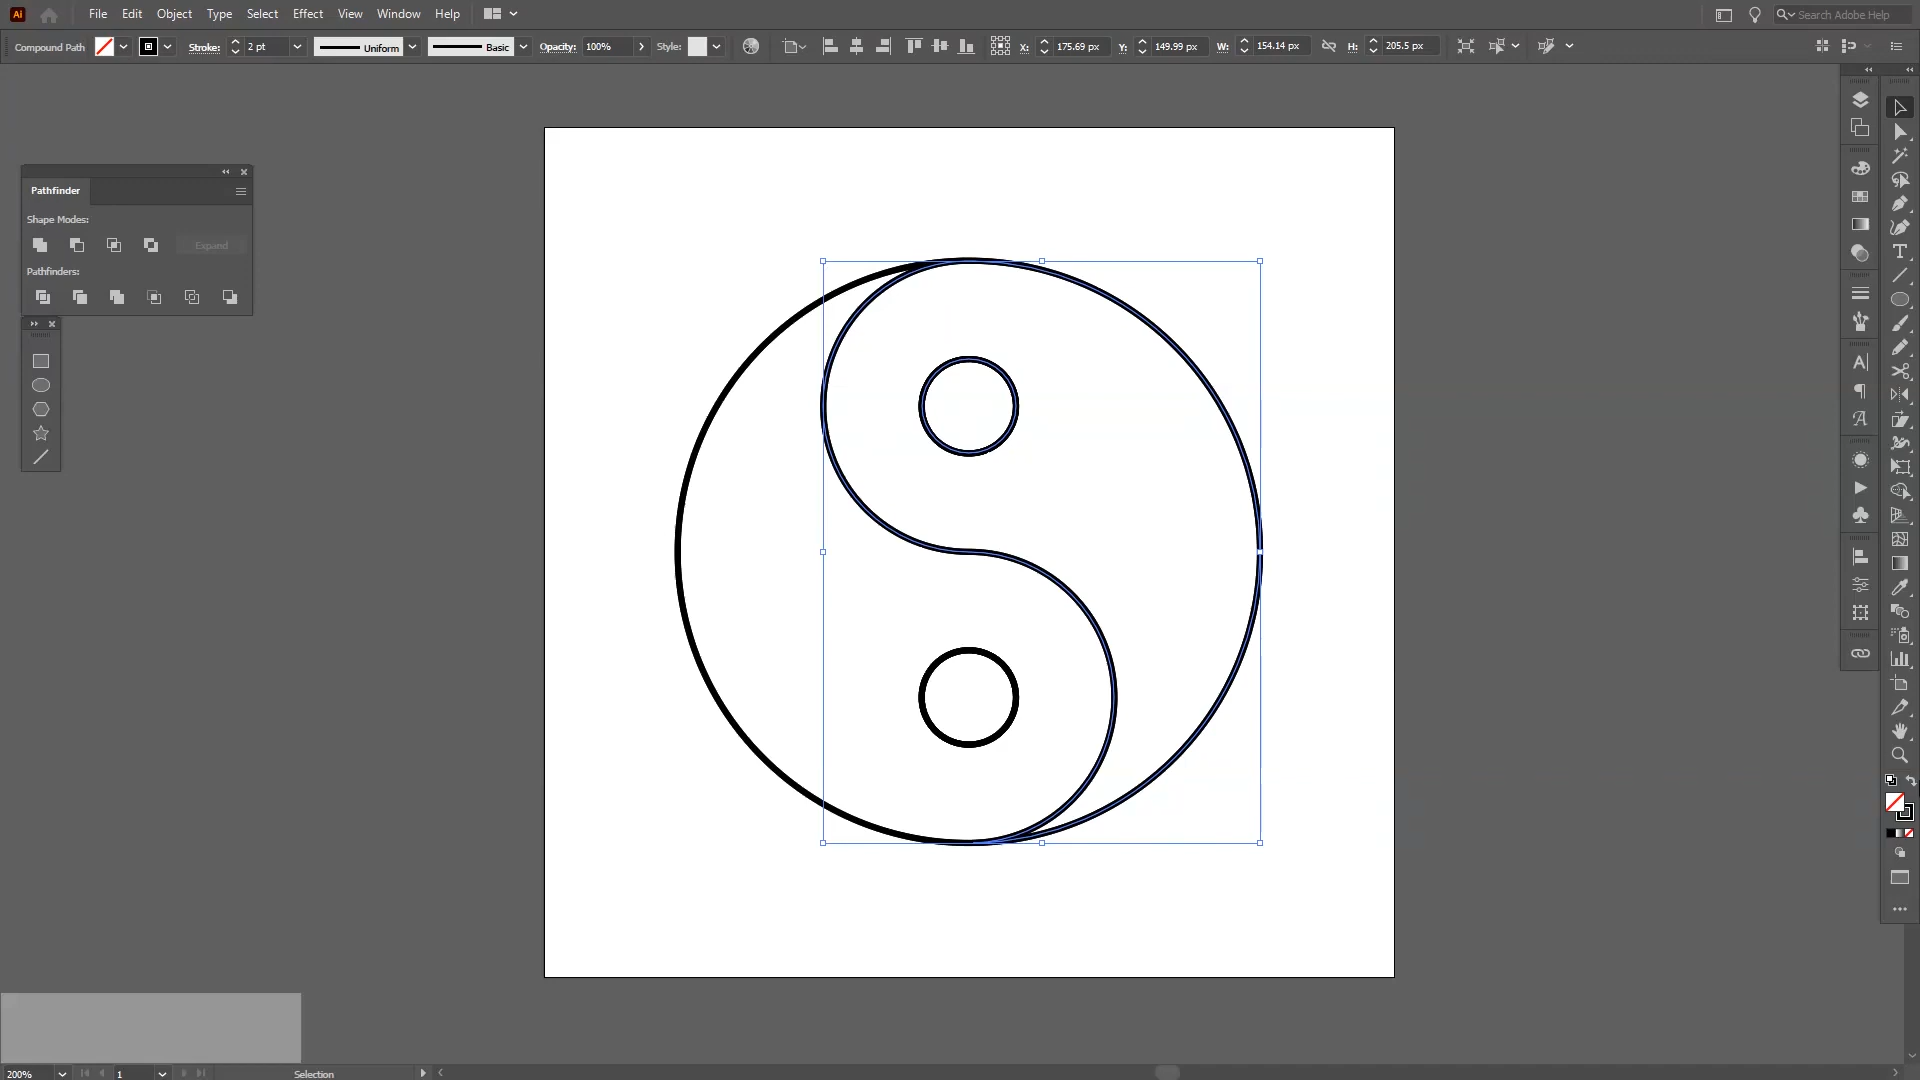 Ai File Edit Object Type Select Effect View Window Help Search Adobe Help
Compound Path Stroke: 2 pt Uniform Basic Opacity: 100% Style: X: 175.69 px Y: 149.99 px W: 154.14 px H: 205.5 px
Pathfinder
Shape Modes:
Expand
Pathfinders:
200% 1 Selection